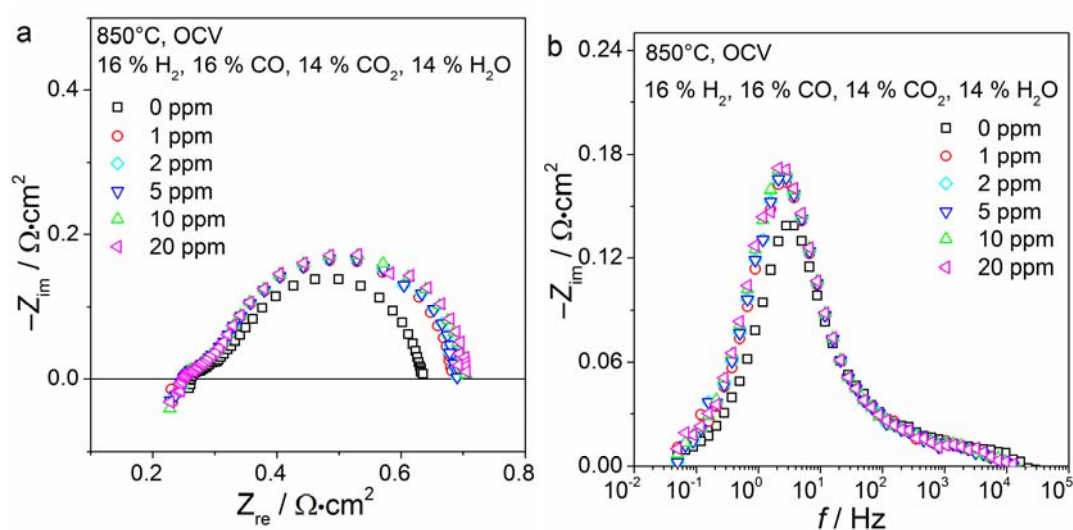 a
850°C, OCV
16 % H₂, 16 % CO, 14 % CO₂, 14 % H₂O
0 ppm
1 ppm
2 ppm
5 ppm
10 ppm
20 ppm
0.4
0.2
0.0
0.2
0.4
0.6
0.8
–Z_im / Ω•cm²
Z_re / Ω•cm²
b
850°C, OCV
16 % H₂, 16 % CO, 14 % CO₂, 14 % H₂O
0 ppm
1 ppm
2 ppm
5 ppm
10 ppm
20 ppm
0.24
0.18
0.12
0.06
0.00
10⁻²
10⁻¹
10⁰
10¹
10²
10³
10⁴
10⁵
–Z_im / Ω•cm²
f / Hz